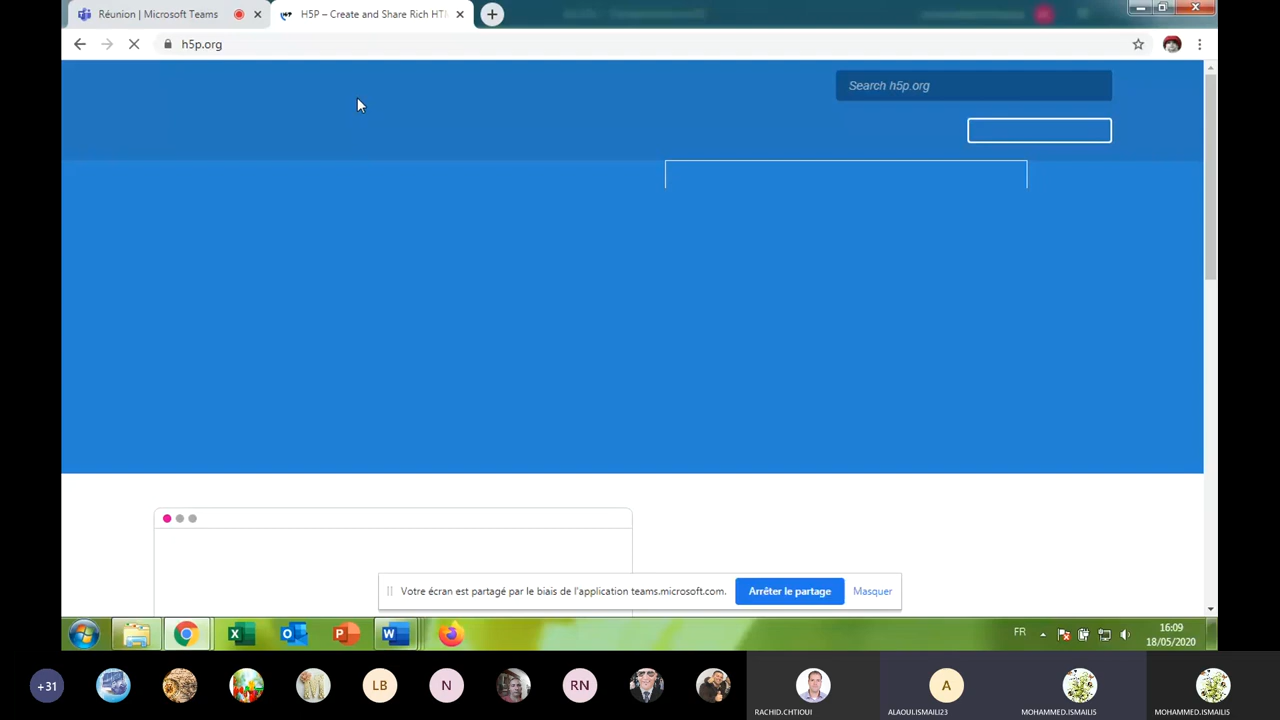 Réunion | Microsoft Teams
H5P – Create and Share Rich HT
h5p.org
Search h5p.org
Votre écran est partagé par le biais de l'application teams.microsoft.com.
Arrêter le partage
Masquer
FR
16:09
18/05/2020
+31
LB
N
RN
A
RACHID.CHTIOUI
ALAOUI.ISMAILI23
MOHAMMED.ISMAILI5
MOHAMMED.ISMAILI5